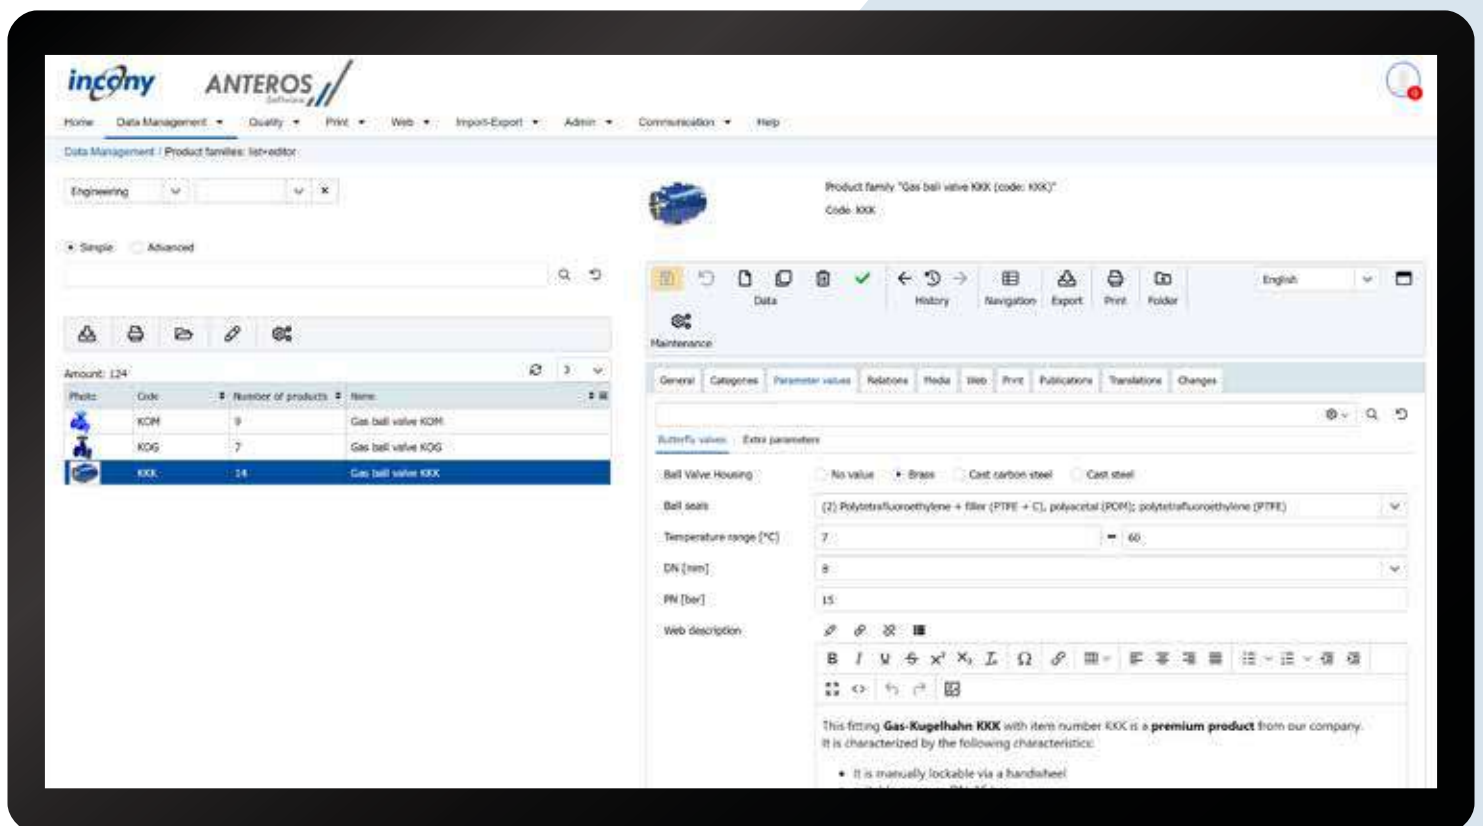 incony ANTEROS
Software
Home Data Management Quality Print Web Import-Export Admin Communication Help
Data Management / Product families: list+editor
Engineering
Product family "Gas ball valve KKK (code: KKK)"
Code: KKK
Simple Advanced
English
Data History Navigation Export Print Folder
Maintenance
Amount: 124
3
Photo Code Number of products Name
KOM 9 Gas ball valve KOM
KOG 7 Gas ball valve KOG
KKK 14 Gas ball valve KKK
General Categories Parameter values Relations Media Web Print Publications Translations Changes
Butterfly valves Extra parameters
Ball Valve Housing No value Brass Cast carbon steel Cast steel
Ball seals (2) Polytetrafluoroethylene + filler (PTFE + C), polyacetal (POM); polytetrafluoroethylene (PTFE)
Temperature range [°C] 7 60
DN [mm] 8
PN [bar] 15
Web description
This fitting Gas-Kugelhahn KKK with item number KKK is a premium product from our company.
It is characterized by the following characteristics:
• It is manually lockable via a handwheel